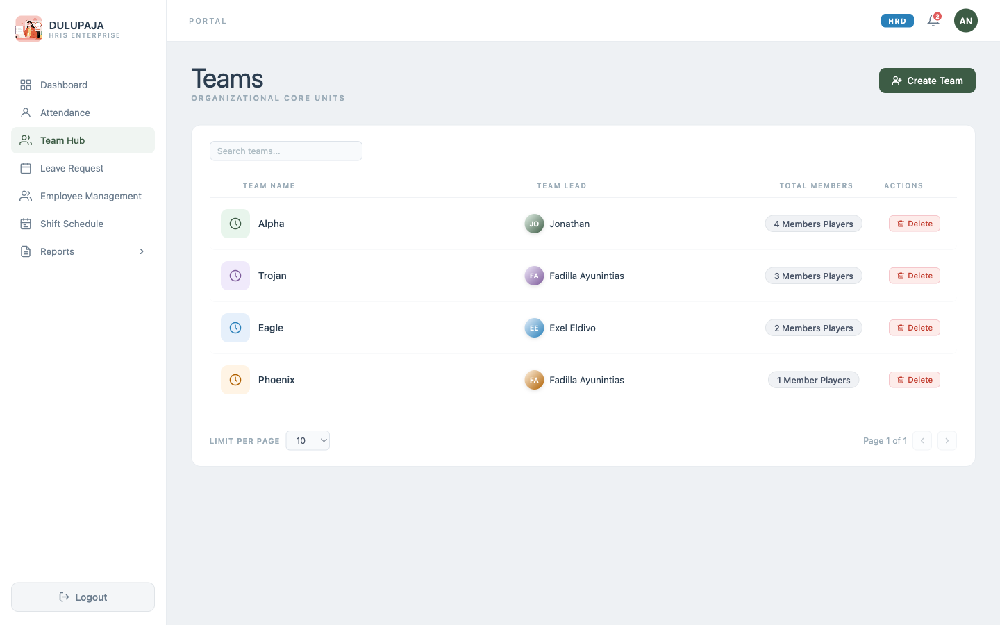 DULUPAJA
HRIS ENTERPRISE
Dashboard
Attendance
Team Hub
Leave Request
Employee Management
Shift Schedule
Reports
Logout
PORTAL
HRD
2
AN
Teams
ORGANIZATIONAL CORE UNITS
Create Team
Search teams...
TEAM NAME TEAM LEAD TOTAL MEMBERS ACTIONS
Alpha JO Jonathan 4 Members Players Delete
Trojan FA Fadilla Ayunintias 3 Members Players Delete
Eagle EE Exel Eldivo 2 Members Players Delete
Phoenix FA Fadilla Ayunintias 1 Member Players Delete
LIMIT PER PAGE 10 Page 1 of 1